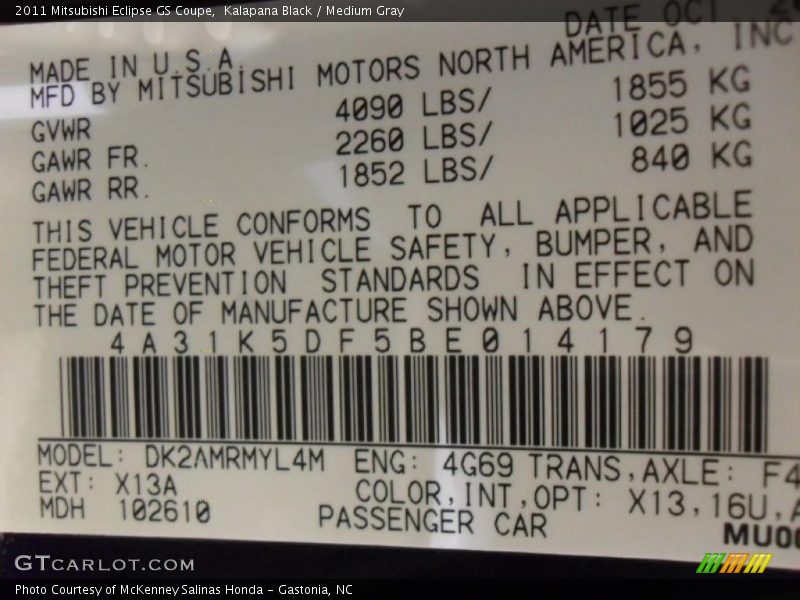 2011 Mitsubishi Eclipse GS Coupe, Kalapana Black / Medium Gray
DATE OCT
MADE IN U.S.A.
MFD BY MITSUBISHI MOTORS NORTH AMERICA, INC
GVWR 4090 LBS/ 1855 KG
GAWR FR. 2260 LBS/ 1025 KG
GAWR RR. 1852 LBS/ 840 KG
THIS VEHICLE CONFORMS TO ALL APPLICABLE
FEDERAL MOTOR VEHICLE SAFETY, BUMPER, AND
THEFT PREVENTION STANDARDS IN EFFECT ON
THE DATE OF MANUFACTURE SHOWN ABOVE.
4A31K5DF5BE014179
MODEL: DK2AMRMYL4M ENG: 4G69 TRANS,AXLE: F4
EXT: X13A COLOR,INT,OPT: X13,16U,A
MDH 102610 PASSENGER CAR
MU00
GTCARLOT.COM
Photo Courtesy of McKenney Salinas Honda - Gastonia, NC